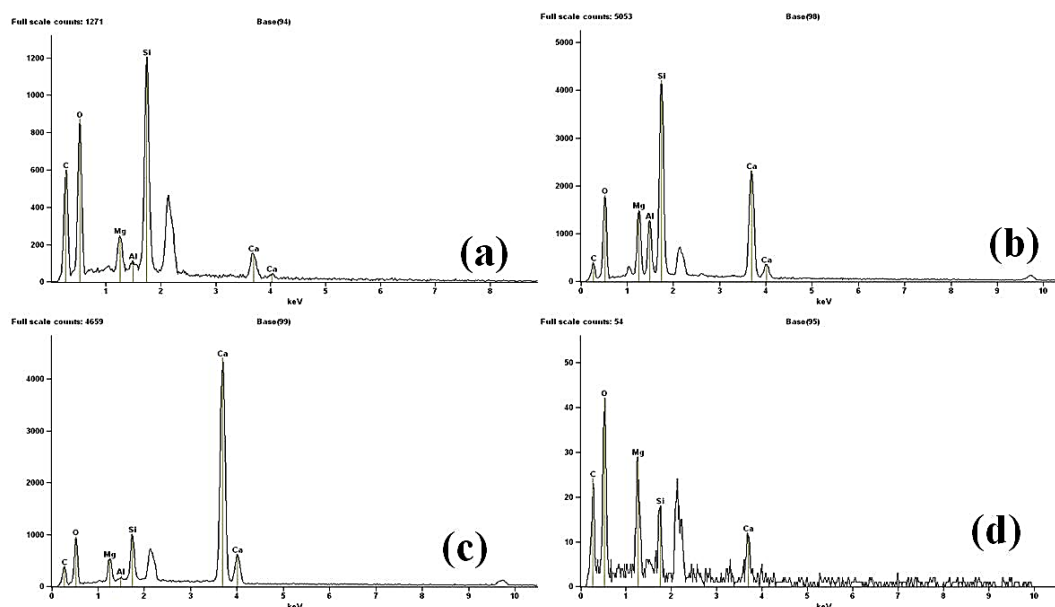 Full scale counts: 1271 Base(94)
1200
1000
800
600
400
200
0
C
O
Mg
Al
Si
Ca
Ca
(a)
1 2 3 4 5 6 7 8
keV
Full scale counts: 5053 Base(98)
5000
4000
3000
2000
1000
0
C
O
Mg
Al
Si
Ca
Ca
(b)
0 1 2 3 4 5 6 7 8 9 10
keV
Full scale counts: 4659 Base(99)
4000
3000
2000
1000
0
C
O
Mg
Al
Si
Ca
Ca
(c)
0 1 2 3 4 5 6 7 8 9 10
keV
Full scale counts: 54 Base(95)
50
40
30
20
10
0
C
O
Mg
Si
Ca
(d)
0 1 2 3 4 5 6 7 8 9 10
keV